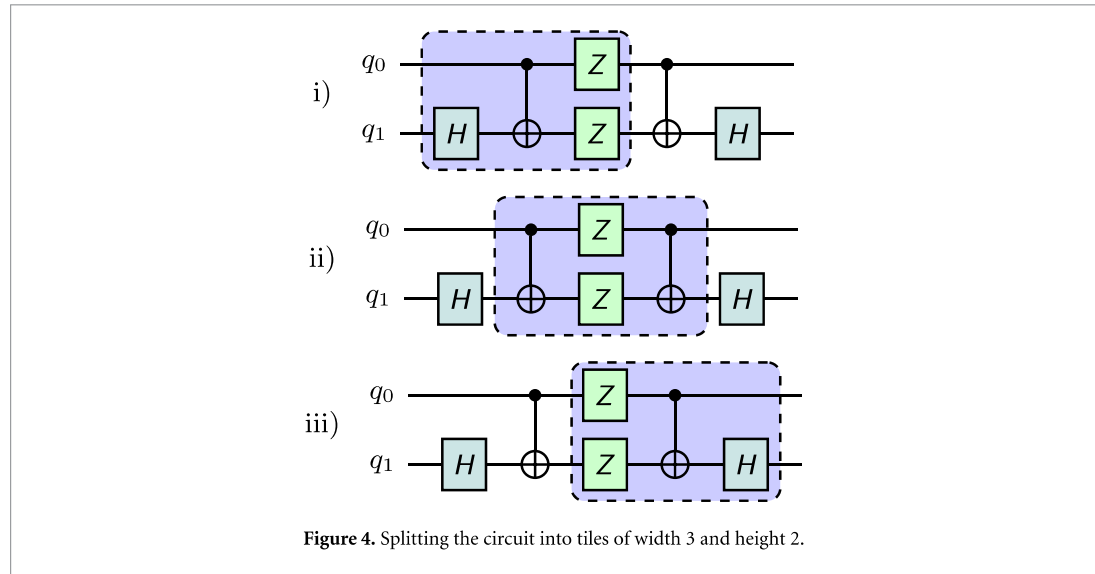 q0
Z
i)
q1
H
Z
H
q0
Z
ii)
q1
H
Z
H
q0
Z
iii)
q1
H
Z
H
Figure 4. Splitting the circuit into tiles of width 3 and height 2.